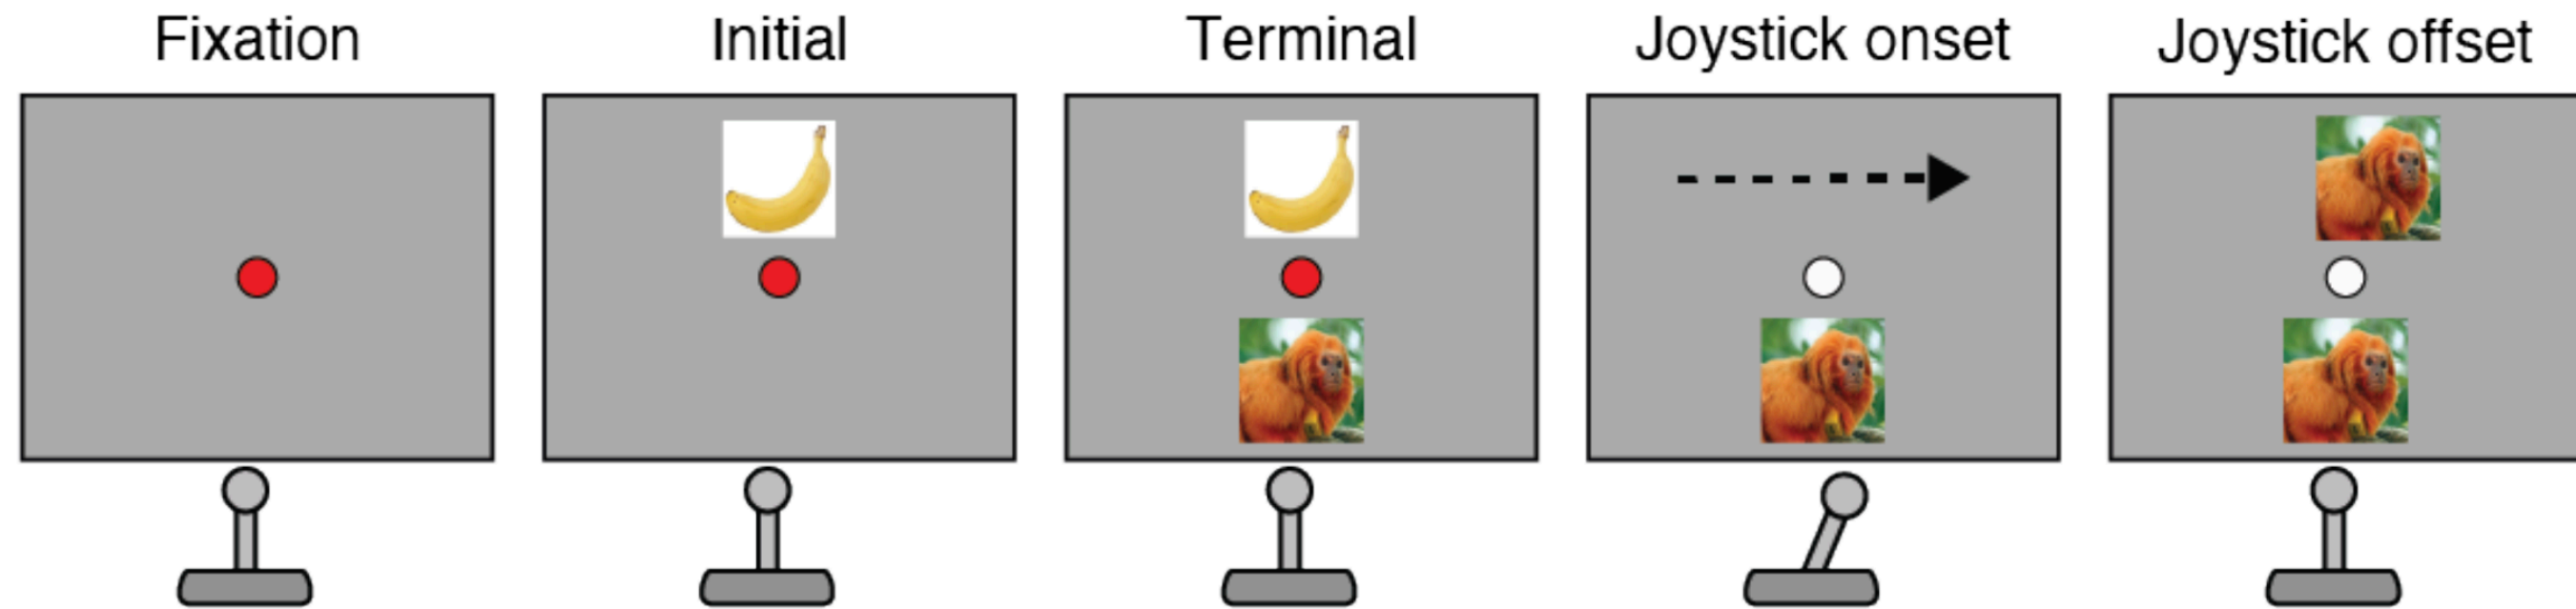 Fixation
Initial
Terminal
Joystick onset
Joystick offset